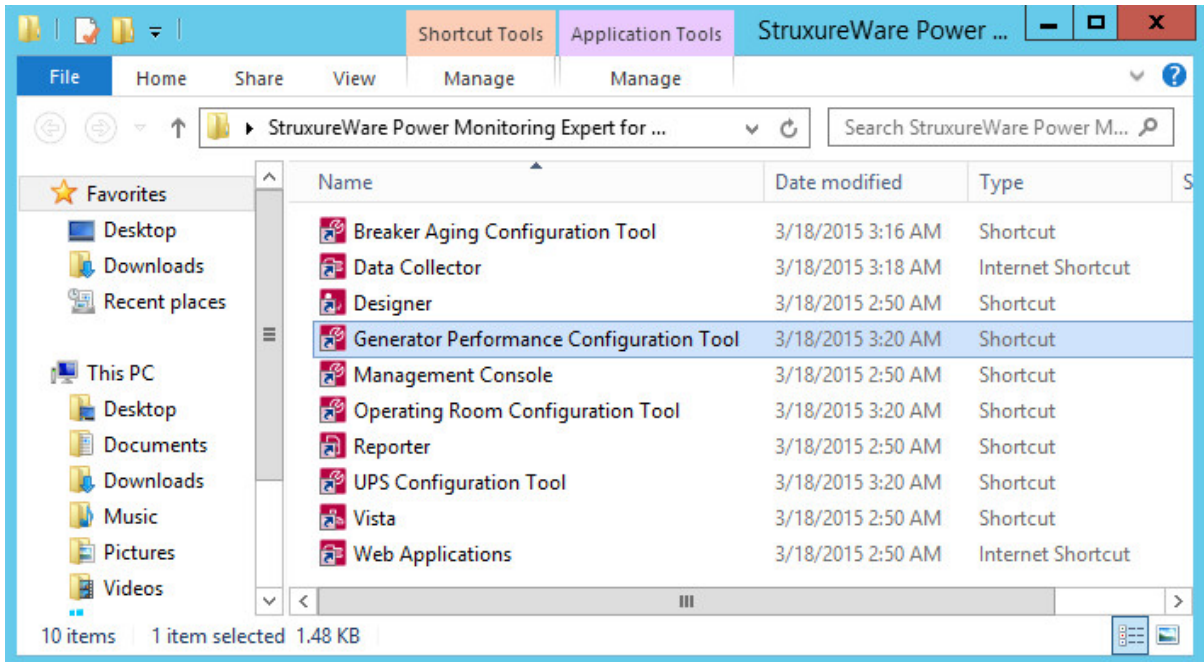 Shortcut Tools Application Tools StruxureWare Power ...
File Home Share View Manage Manage
StruxureWare Power Monitoring Expert for ... Search StruxureWare Power M...
Favorites
Desktop
Downloads
Recent places
This PC
Desktop
Documents
Downloads
Music
Pictures
Videos
Name Date modified Type S
Breaker Aging Configuration Tool 3/18/2015 3:16 AM Shortcut
Data Collector 3/18/2015 3:18 AM Internet Shortcut
Designer 3/18/2015 2:50 AM Shortcut
Generator Performance Configuration Tool 3/18/2015 3:20 AM Shortcut
Management Console 3/18/2015 2:50 AM Shortcut
Operating Room Configuration Tool 3/18/2015 3:20 AM Shortcut
Reporter 3/18/2015 2:50 AM Shortcut
UPS Configuration Tool 3/18/2015 3:20 AM Shortcut
Vista 3/18/2015 2:50 AM Shortcut
Web Applications 3/18/2015 2:50 AM Internet Shortcut
10 items 1 item selected 1.48 KB